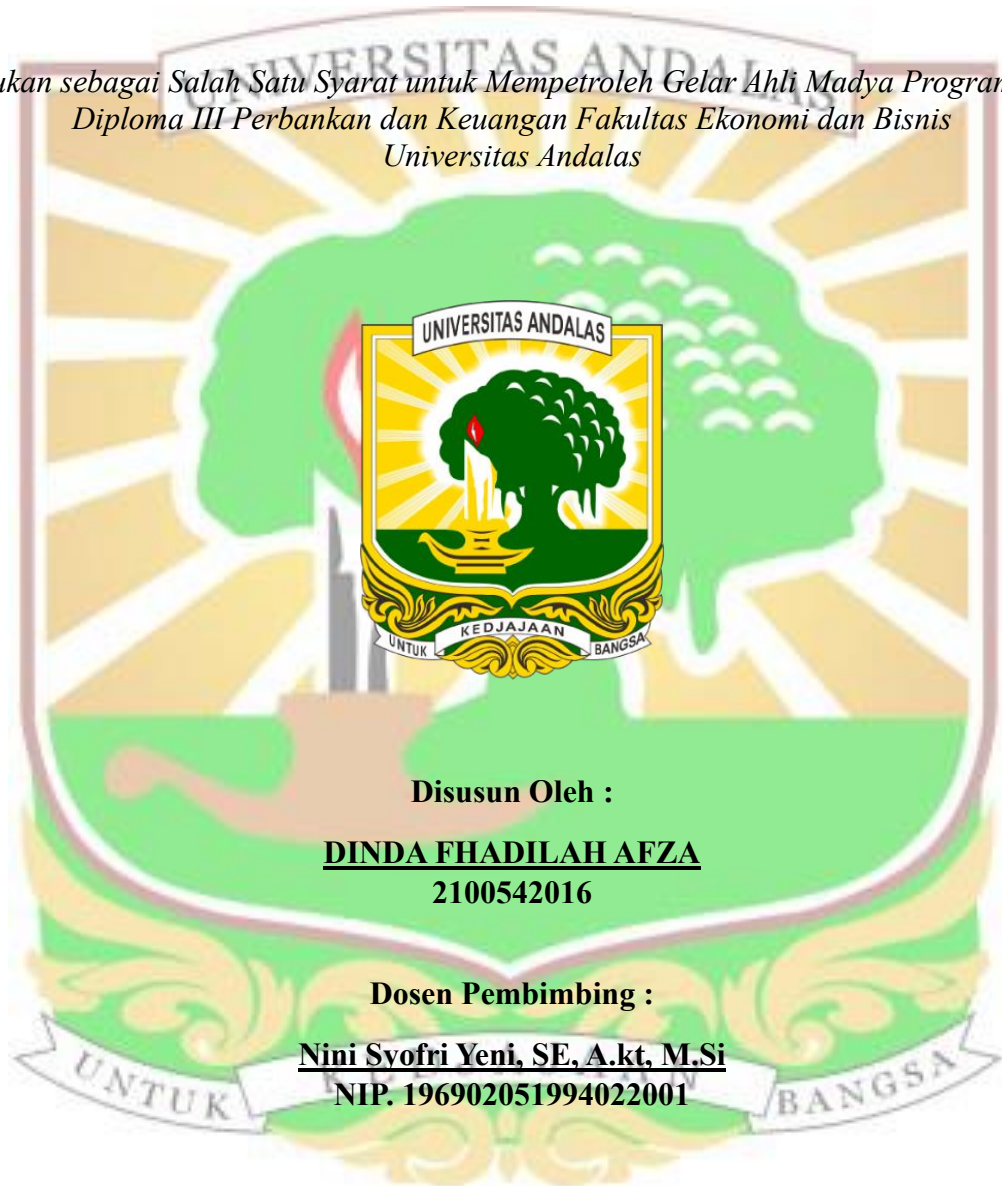 UNIVERSITAS ANDALAS
ukan sebagai Salah Satu Syarat untuk Mempetroleh Gelar Ahli Madya Program
Diploma III Perbankan dan Keuangan Fakultas Ekonomi dan Bisnis
Universitas Andalas
UNIVERSITAS ANDALAS
UNTUK KEDJAJAAN BANGSA
Disusun Oleh :
DINDA FHADILAH AFZA
2100542016
Dosen Pembimbing :
Nini Syofri Yeni, SE, A.kt, M.Si
NIP. 196902051994022001
UNTUK BANGSA